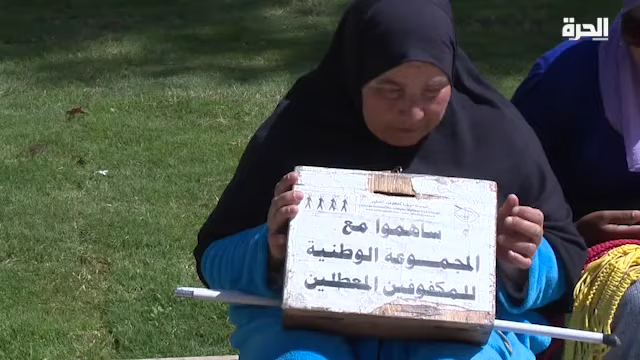 الحرة
ساهموا مع
المجموعة الوطنية
للمكفوفين المعطلين